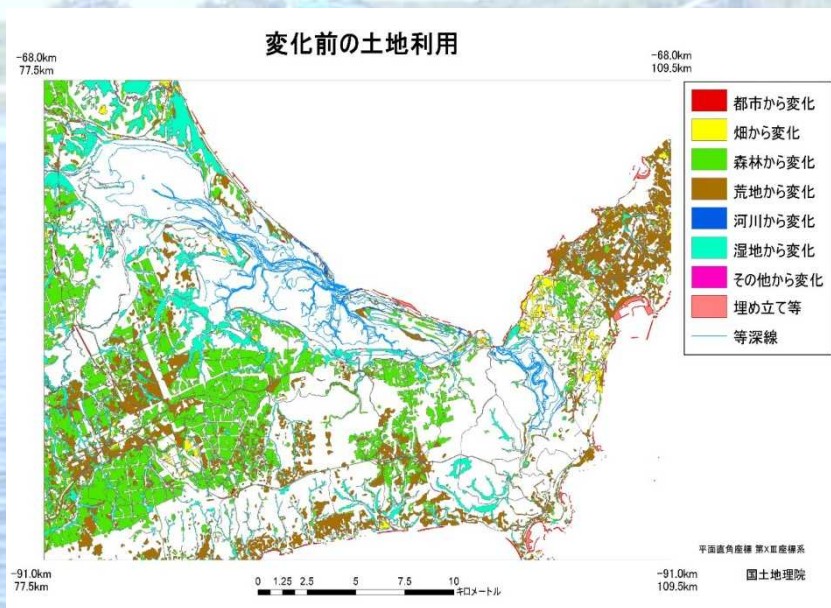 変化前の土地利用
-68.0km
77.5km
-68.0km
109.5km
都市から変化
畑から変化
森林から変化
荒地から変化
河川から変化
湿地から変化
その他から変化
埋め立て等
等深線
平面直角座標 第XⅢ座標系
-91.0km
77.5km
0 1.25 2.5 5 7.5 10
キロメートル
-91.0km
109.5km
国土地理院